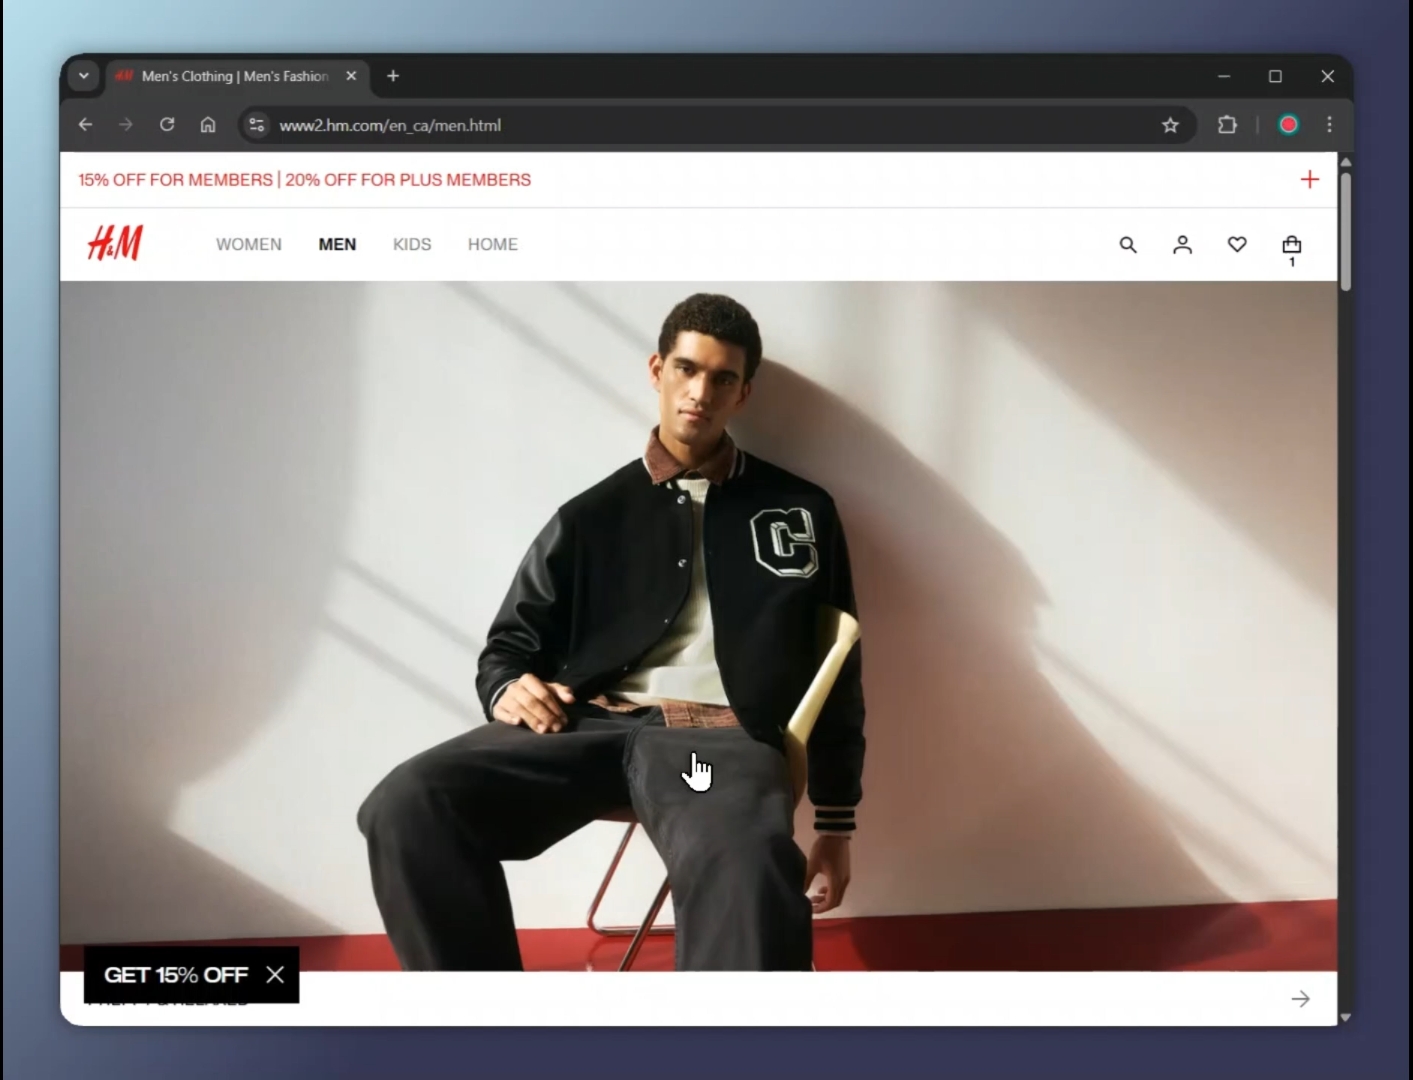 Men's Clothing | Men's Fashion
www2.hm.com/en_ca/men.html
15% OFF FOR MEMBERS | 20% OFF FOR PLUS MEMBERS
H&M WOMEN MEN KIDS HOME
1
C
GET 15% OFF